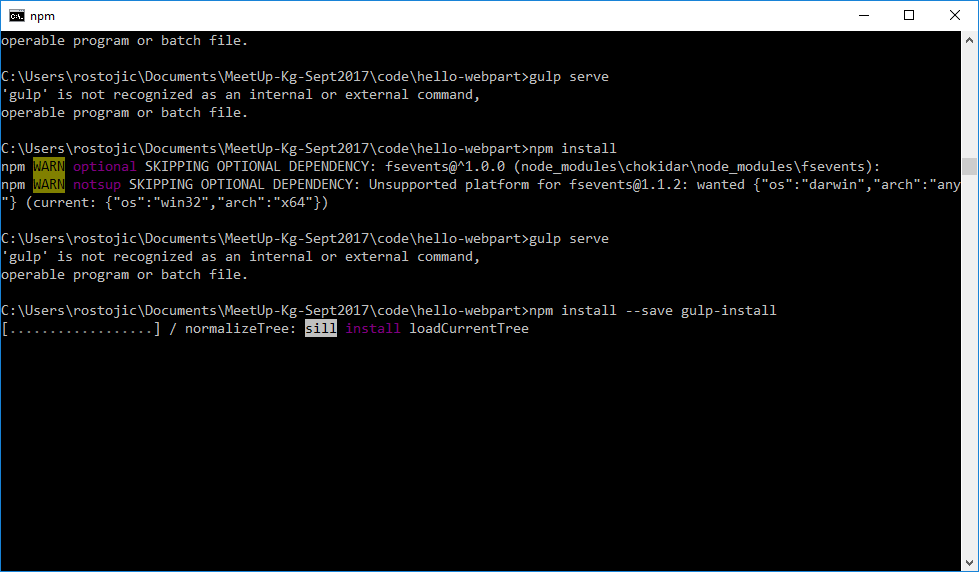 npm
operable program or batch file.
C:\Users\rostojic\Documents\MeetUp-Kg-Sept2017\code\hello-webpart>gulp serve
'gulp' is not recognized as an internal or external command,
operable program or batch file.
C:\Users\rostojic\Documents\MeetUp-Kg-Sept2017\code\hello-webpart>npm install
npm WARN optional SKIPPING OPTIONAL DEPENDENCY: fsevents@^1.0.0 (node_modules\chokidar\node_modules\fsevents):
npm WARN notsup SKIPPING OPTIONAL DEPENDENCY: Unsupported platform for fsevents@1.1.2: wanted {"os":"darwin","arch":"any
"} (current: {"os":"win32","arch":"x64"})
C:\Users\rostojic\Documents\MeetUp-Kg-Sept2017\code\hello-webpart>gulp serve
'gulp' is not recognized as an internal or external command,
operable program or batch file.
C:\Users\rostojic\Documents\MeetUp-Kg-Sept2017\code\hello-webpart>npm install --save gulp-install
[..................] / normalizeTree: sill install loadCurrentTree